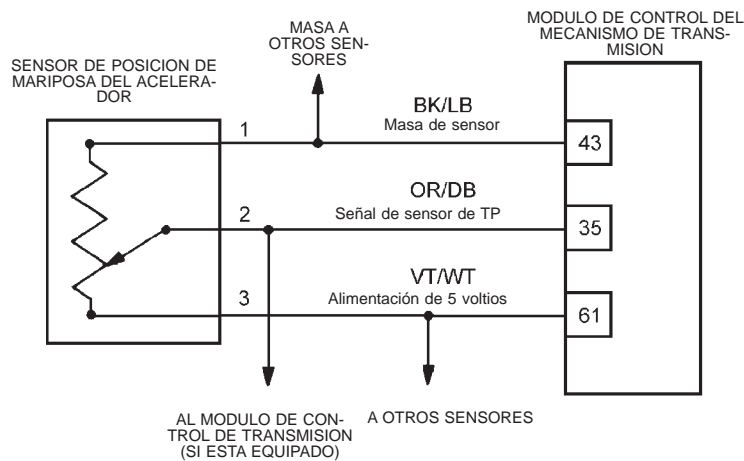 MODULO DE CONTROL DEL
MECANISMO DE TRANS-
MISION
MASA A
OTROS SEN-
SORES
SENSOR DE POSICION DE
MARIPOSA DEL ACELERA-
DOR
1
BK/LB
Masa de sensor
43
2
OR/DB
Señal de sensor de TP
35
3
VT/WT
Alimentación de 5 voltios
61
AL MODULO DE CON-
TROL DE TRANSMISION
(SI ESTA EQUIPADO)
A OTROS SENSORES